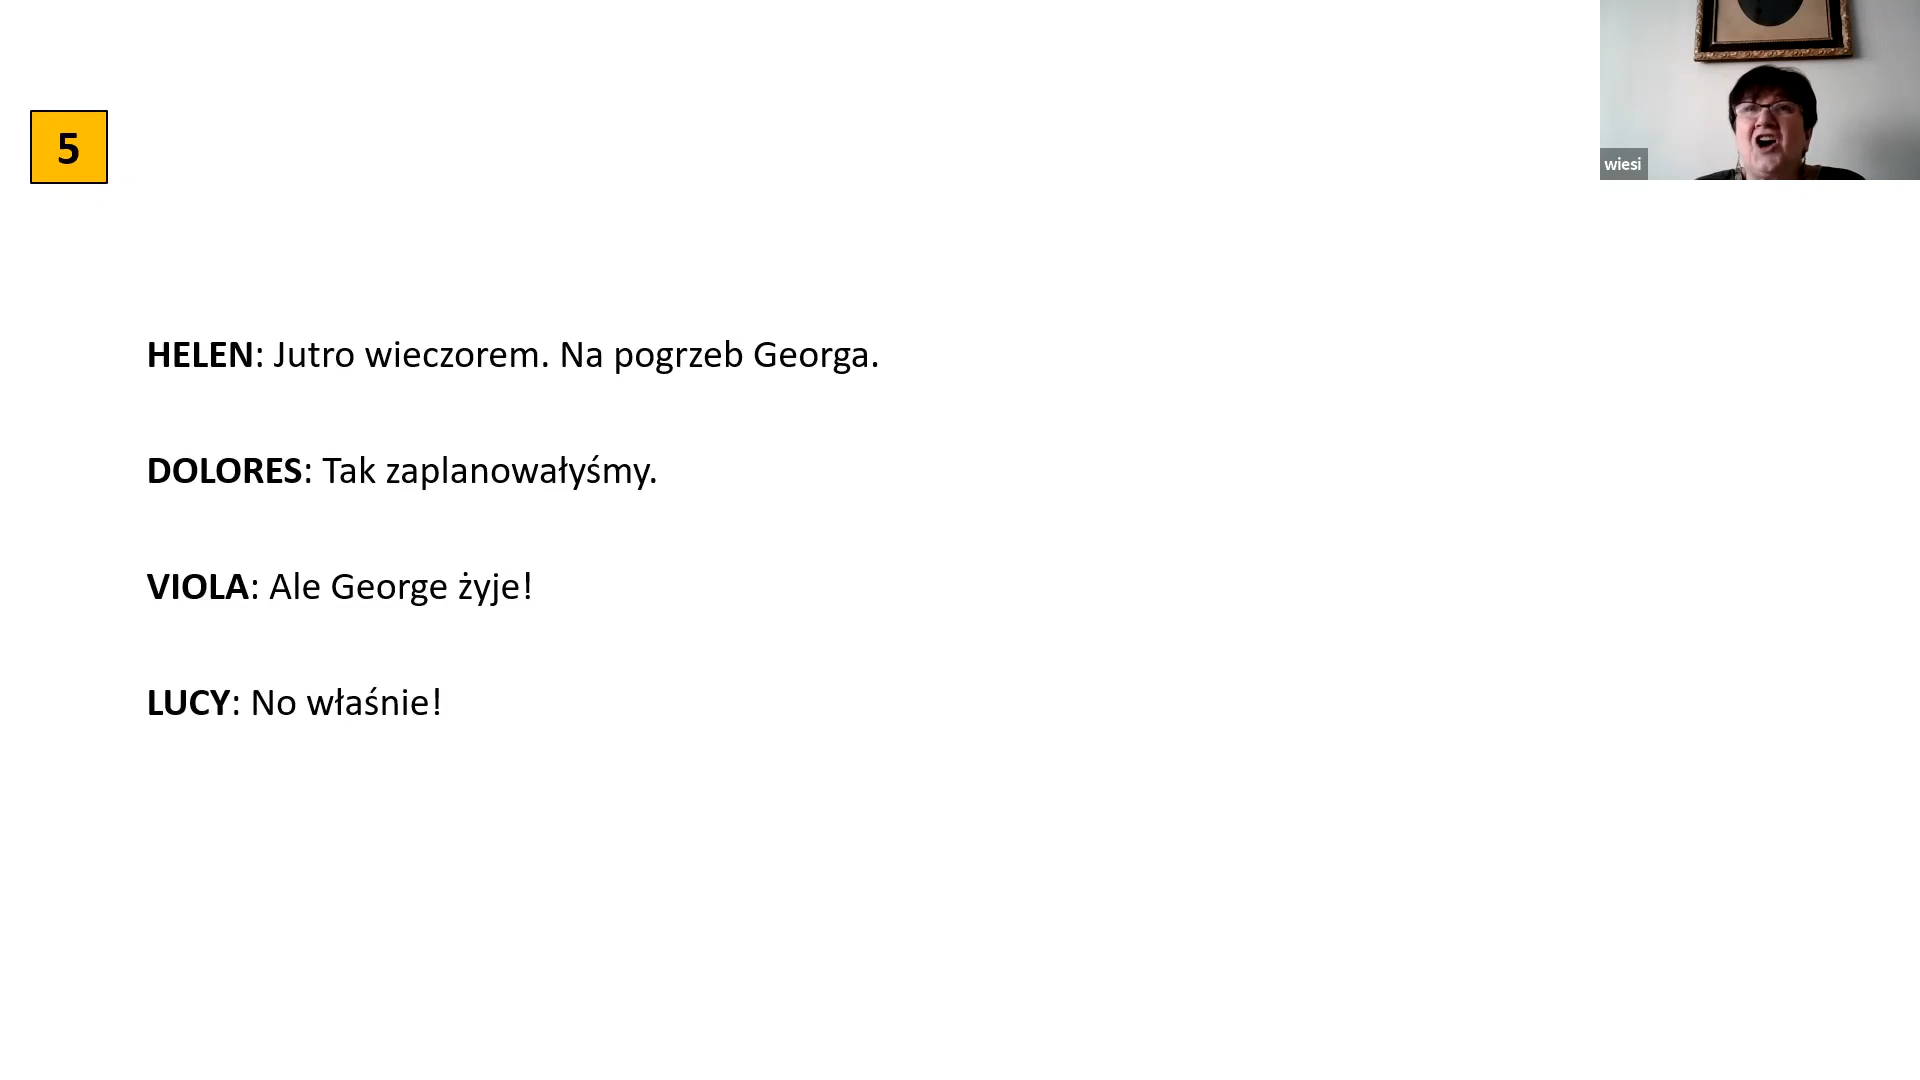 5
wiesi
HELEN: Jutro wieczorem. Na pogrzeb Georga.
DOLORES: Tak zaplanowałyśmy.
VIOLA: Ale George żyje!
LUCY: No właśnie!